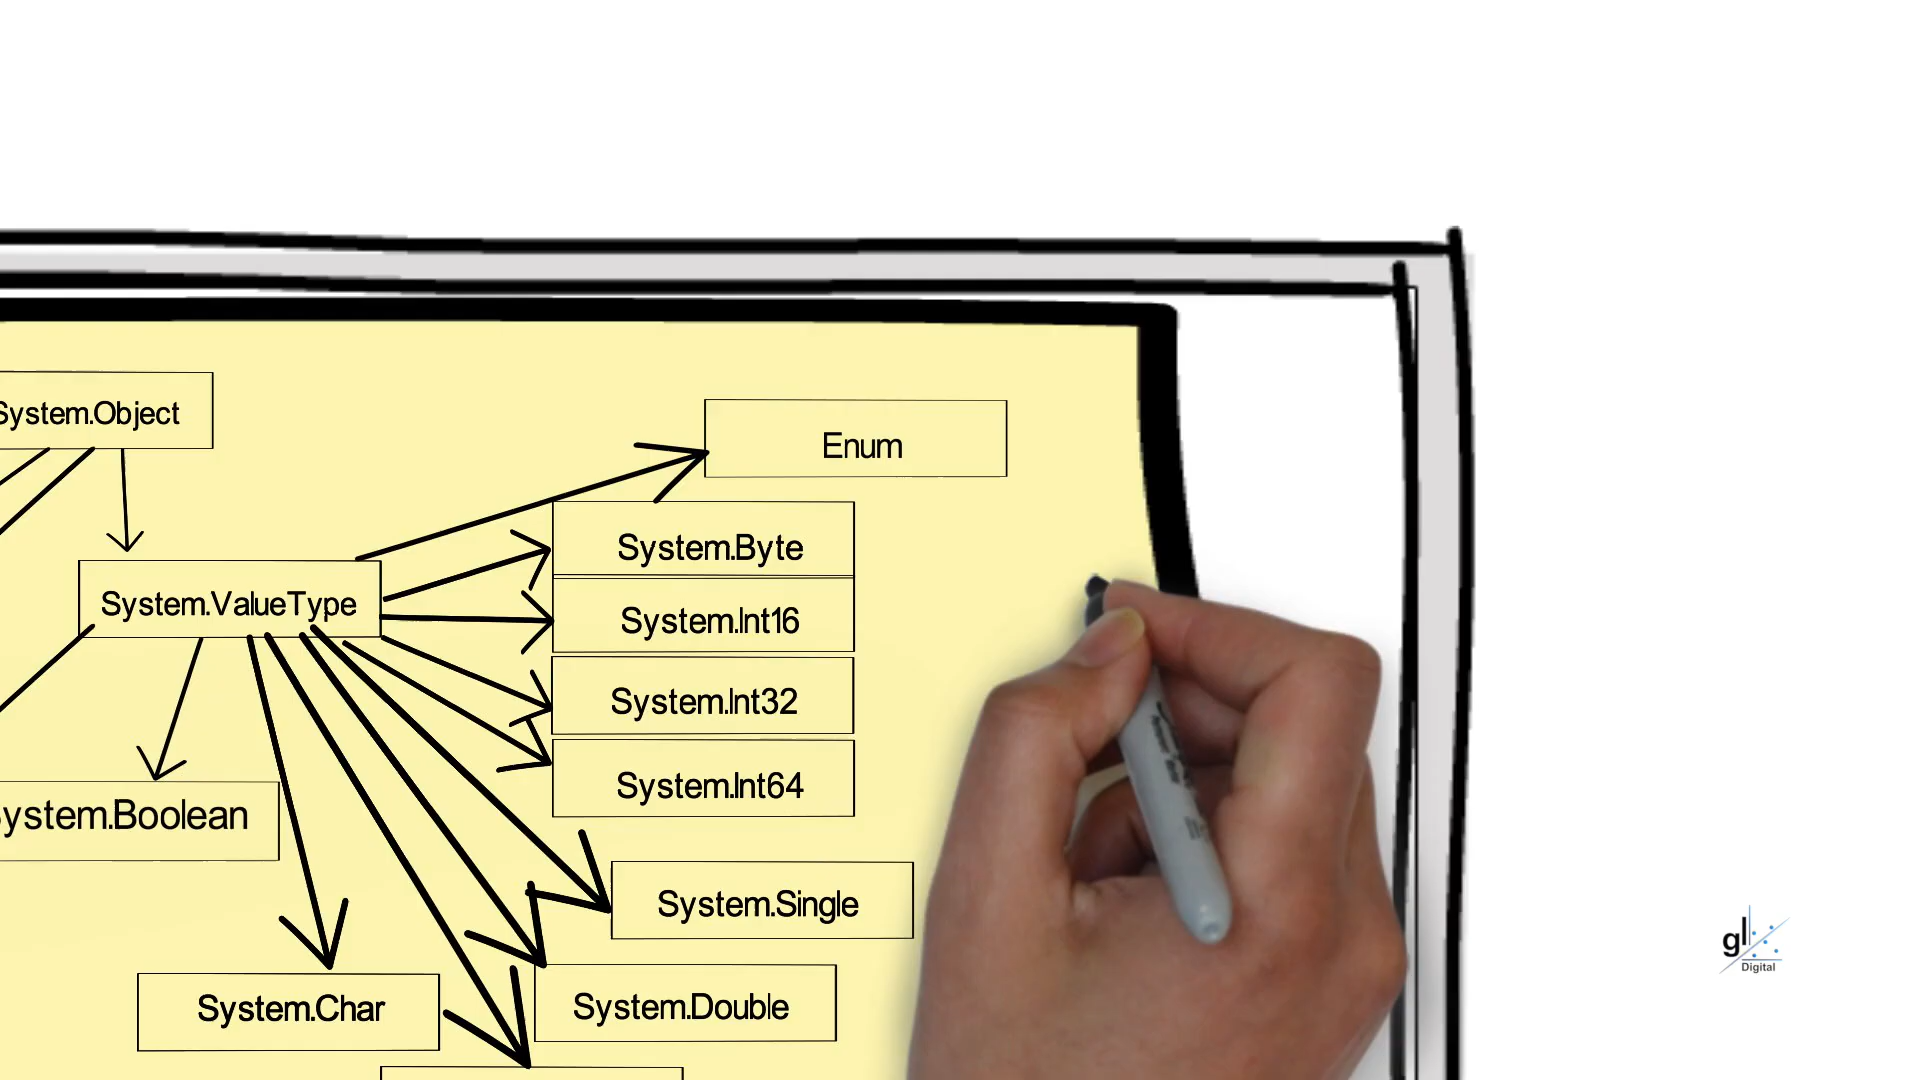 System.Object
Enum
System.Byte
System.ValueType
System.Int16
System.Int32
System.Int64
System.Boolean
System.Single
System.Char
System.Double
gl
Digital